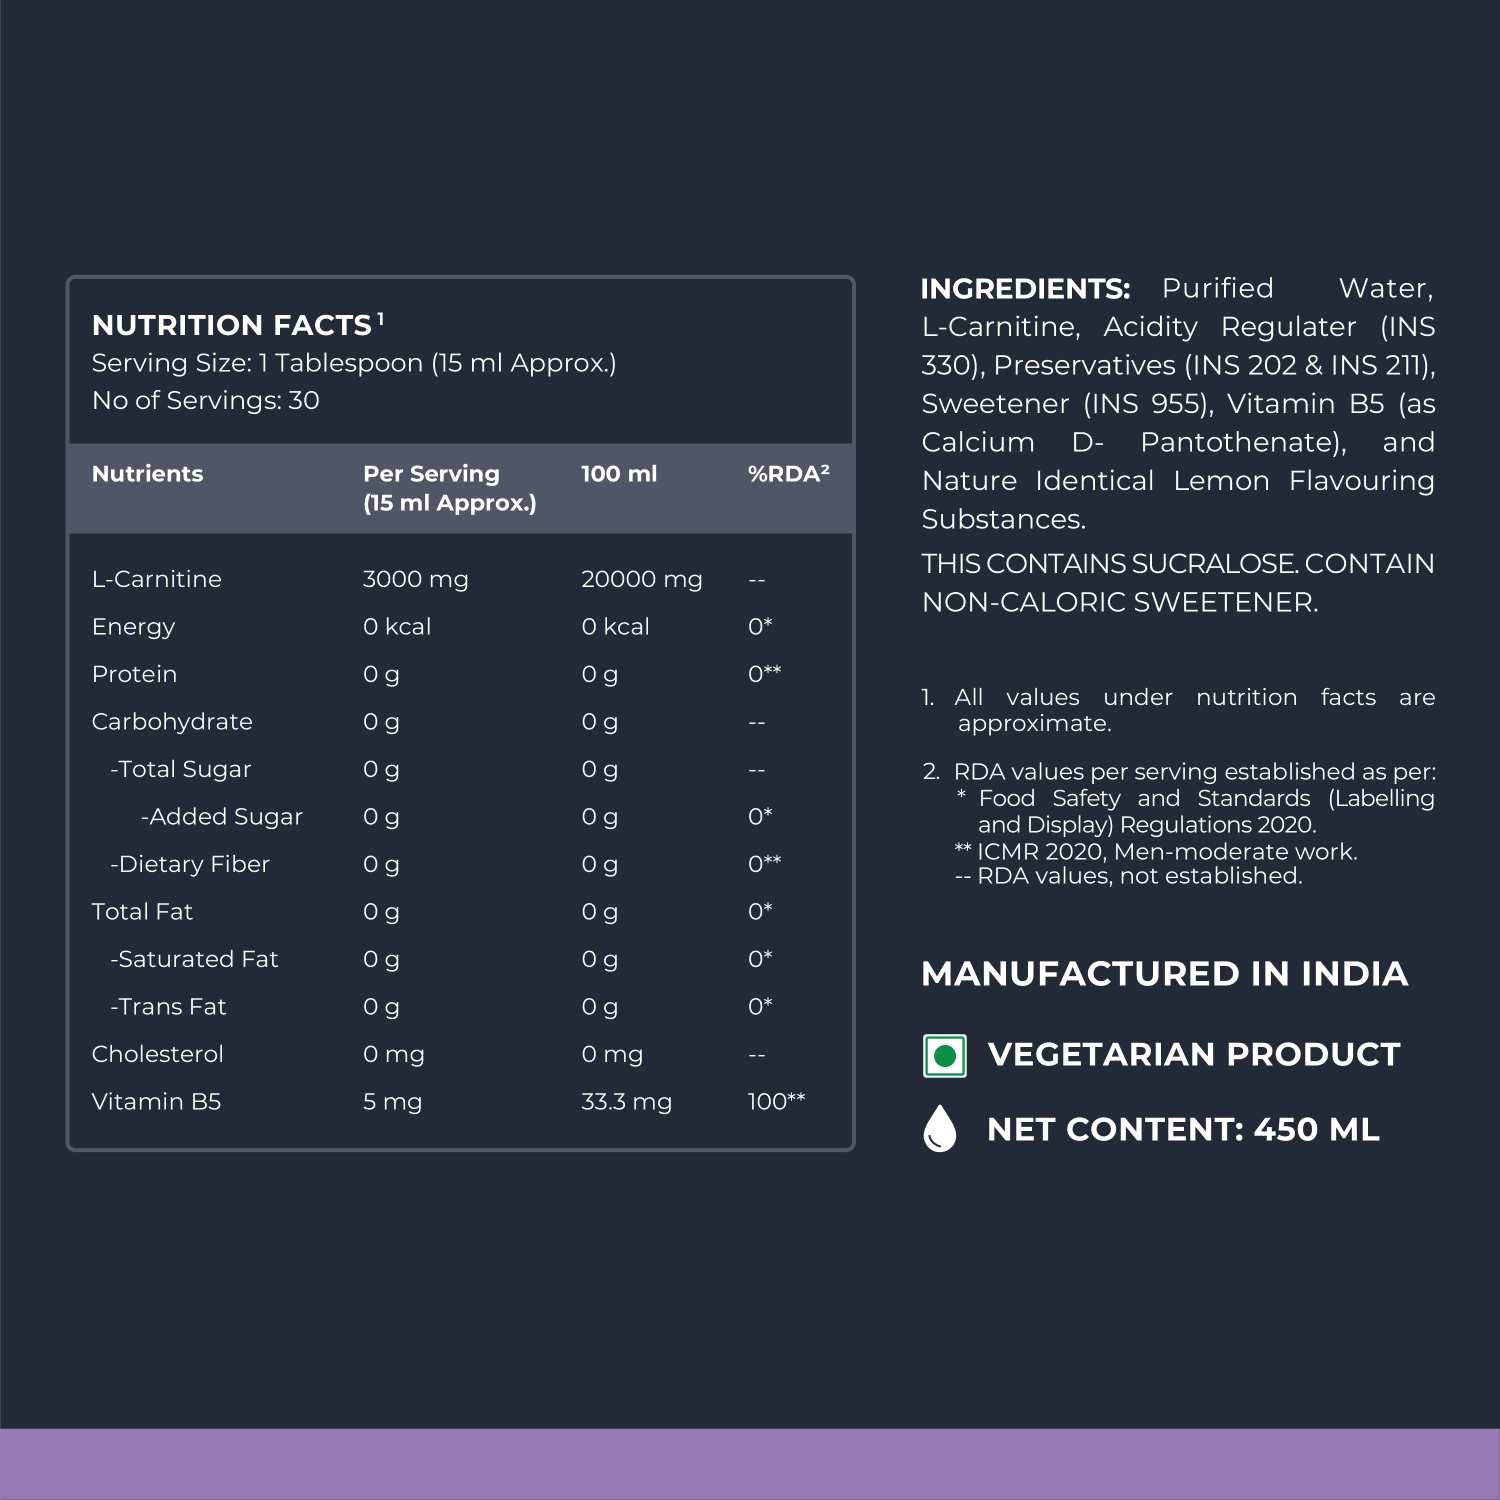 NUTRITION FACTS ¹
Serving Size: 1 Tablespoon (15 ml Approx.)
No of Servings: 30
Nutrients Per Serving (15 ml Approx.) 100 ml %RDA²
L-Carnitine 3000 mg 20000 mg --
Energy 0 kcal 0 kcal 0*
Protein 0 g 0 g 0**
Carbohydrate 0 g 0 g --
-Total Sugar 0 g 0 g --
-Added Sugar 0 g 0 g 0*
-Dietary Fiber 0 g 0 g 0**
Total Fat 0 g 0 g 0*
-Saturated Fat 0 g 0 g 0*
-Trans Fat 0 g 0 g 0*
Cholesterol 0 mg 0 mg --
Vitamin B5 5 mg 33.3 mg 100**
INGREDIENTS: Purified Water,
L-Carnitine, Acidity Regulater (INS
330), Preservatives (INS 202 & INS 211),
Sweetener (INS 955), Vitamin B5 (as
Calcium D- Pantothenate), and
Nature Identical Lemon Flavouring
Substances.
THIS CONTAINS SUCRALOSE. CONTAIN
NON-CALORIC SWEETENER.
1. All values under nutrition facts are
approximate.
2. RDA values per serving established as per:
* Food Safety and Standards (Labelling
and Display) Regulations 2020.
** ICMR 2020, Men-moderate work.
-- RDA values, not established.
MANUFACTURED IN INDIA
VEGETARIAN PRODUCT
NET CONTENT: 450 ML